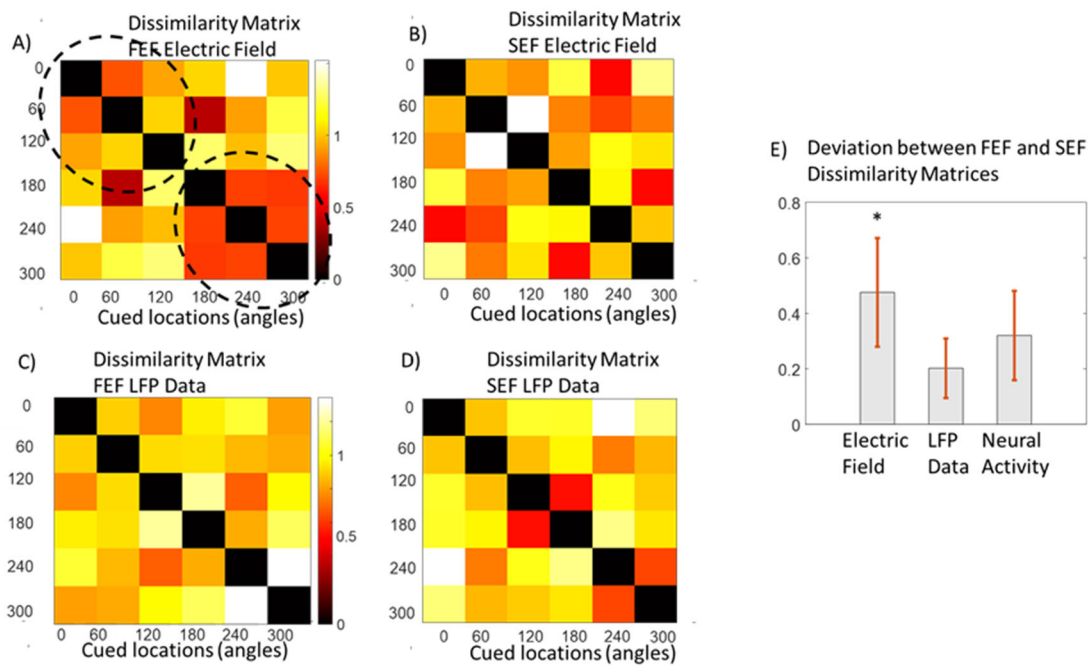 A)
Dissimilarity Matrix
FEF Electric Field
0
60
120
180
240
300
0 60 120 180 240 300
Cued locations (angles)
1
0.5
0
B)
Dissimilarity Matrix
SEF Electric Field
0
60
120
180
240
300
0 60 120 180 240 300
Cued locations (angles)
C)
Dissimilarity Matrix
FEF LFP Data
0
60
120
180
240
300
0 60 120 180 240 300
Cued locations (angles)
1
0.5
0
D)
Dissimilarity Matrix
SEF LFP Data
0
60
120
180
240
300
0 60 120 180 240 300
Cued locations (angles)
E) Deviation between FEF and SEF
Dissimilarity Matrices
0.8
0.6
0.4
0.2
0
*
Electric LFP Neural
Field Data Activity